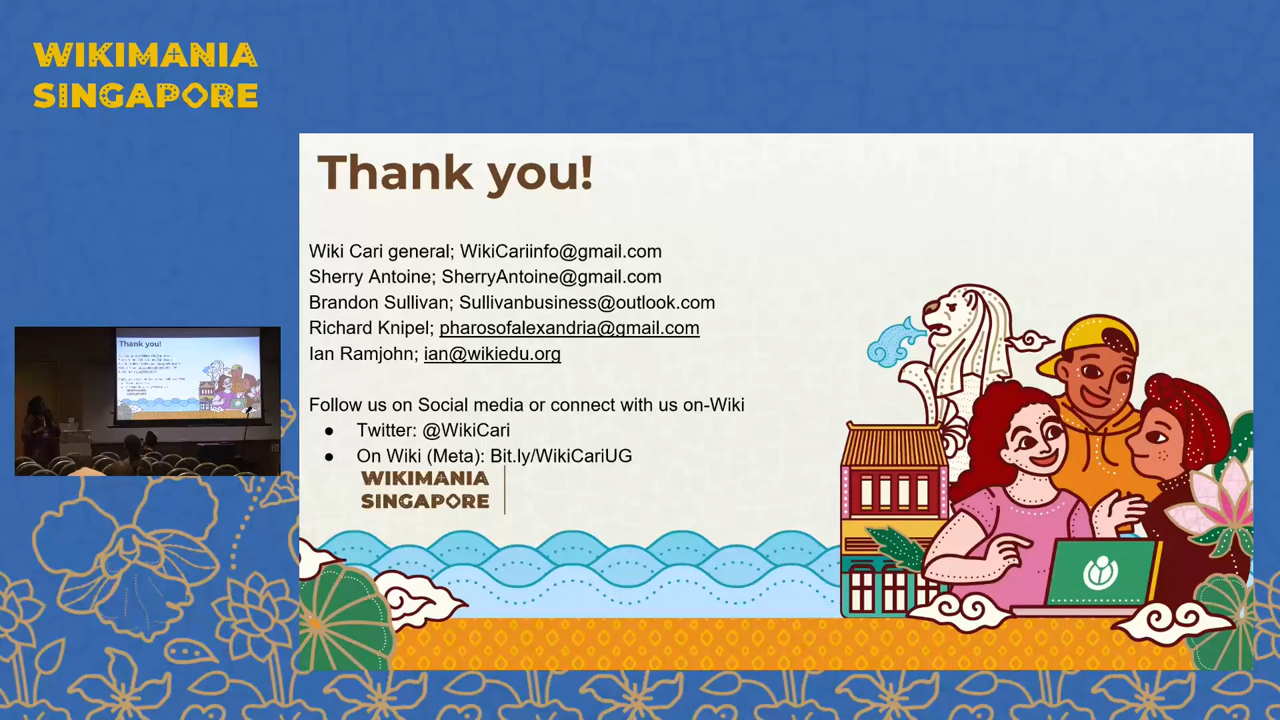 WIKIMANIA
SINGAPORE
Thank you!
Wiki Cari general; WikiCariinfo@gmail.com
Sherry Antoine; SherryAntoine@gmail.com
Brandon Sullivan; Sullivanbusiness@outlook.com
Richard Knipel; pharosofalexandria@gmail.com
Ian Ramjohn; ian@wikiedu.org
Follow us on Social media or connect with us on-Wiki
● Twitter: @WikiCari
● On Wiki (Meta): Bit.ly/WikiCariUG
WIKIMANIA
SINGAPORE
Thank you!